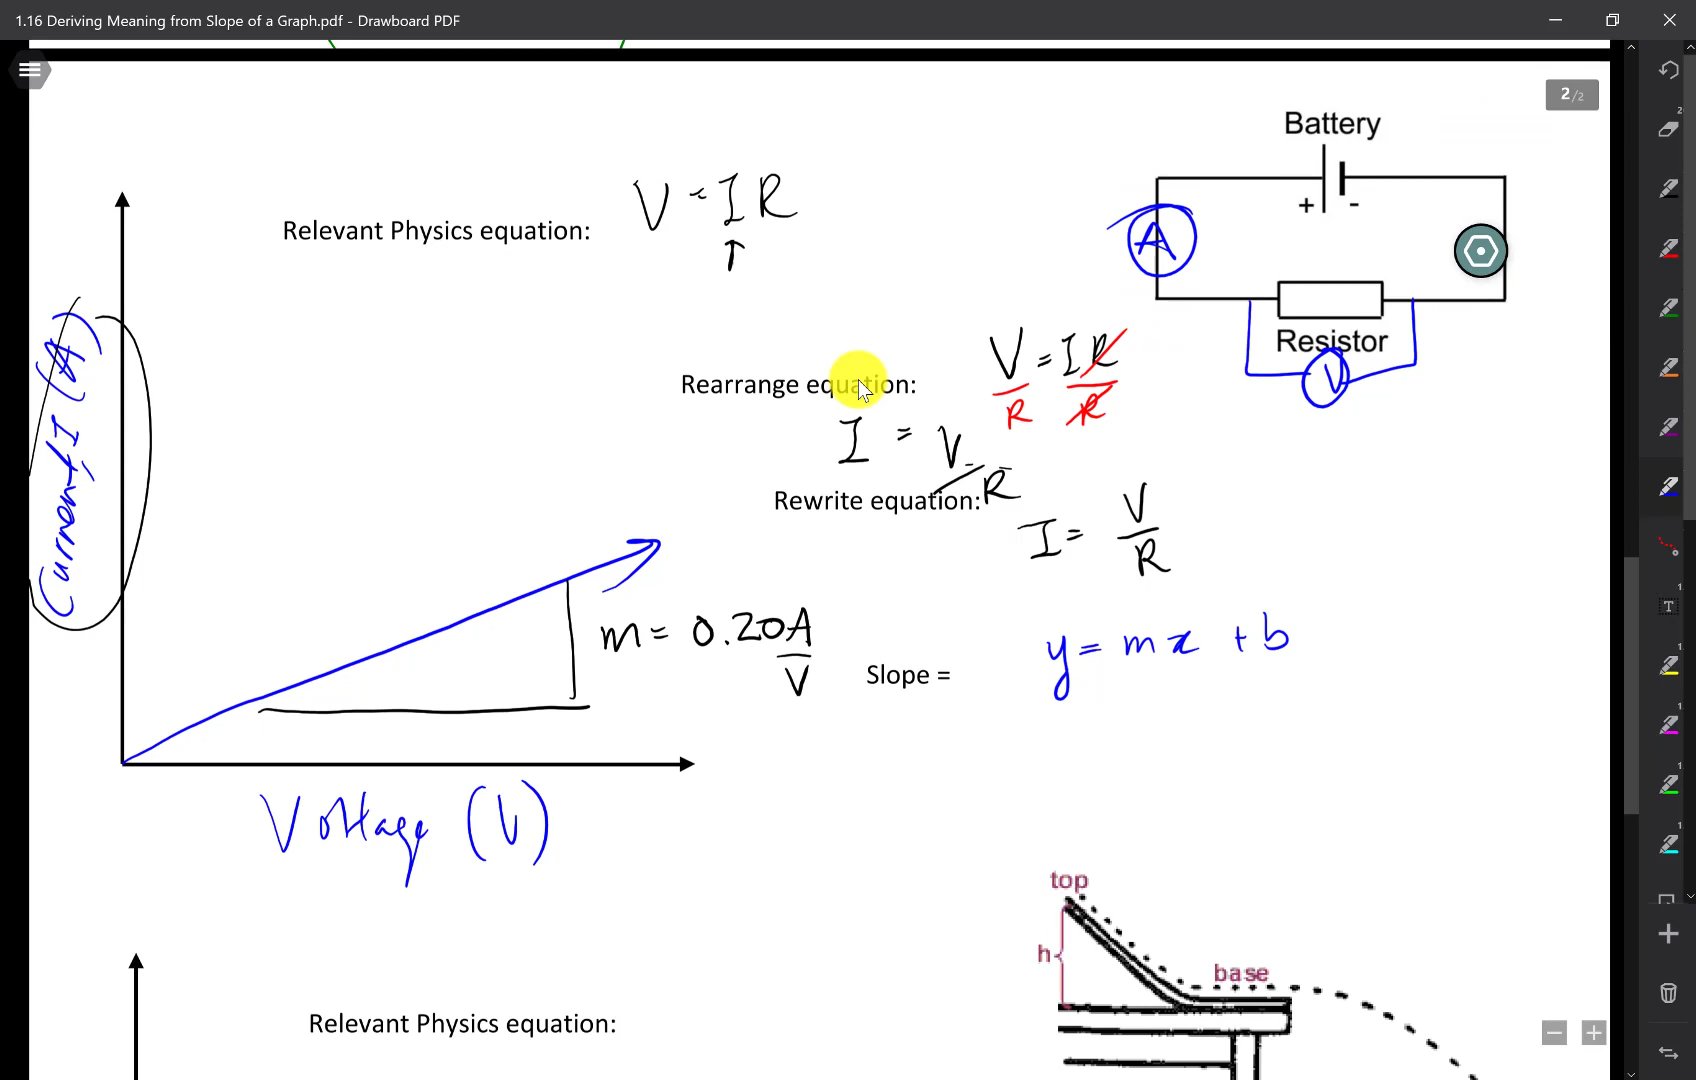 1.16 Deriving Meaning from Slope of a Graph.pdf - Drawboard PDF
2/2
Battery
+ -
A
Resistor
V
Relevant Physics equation: V = IR
↑
Current, I (A)
Rearrange equation: V/R = IR/R
I = V/R
Rewrite equation: I = V/R
m = 0.20 A/V
Slope = y = mx + b
Voltage (V)
top
h
base
Relevant Physics equation: